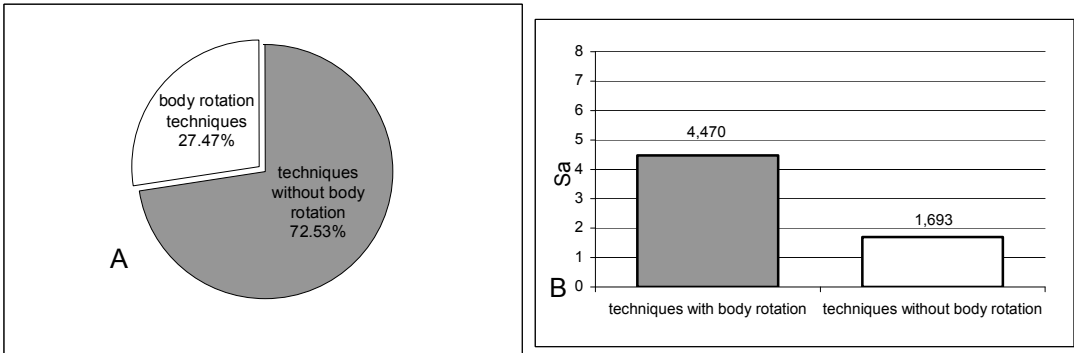 body rotation
techniques
27.47%
techniques
without body
rotation
72.53%
A
8
7
6
5
4
3
2
1
0
Sa
4,470
1,693
B
techniques with body rotation
techniques without body rotation